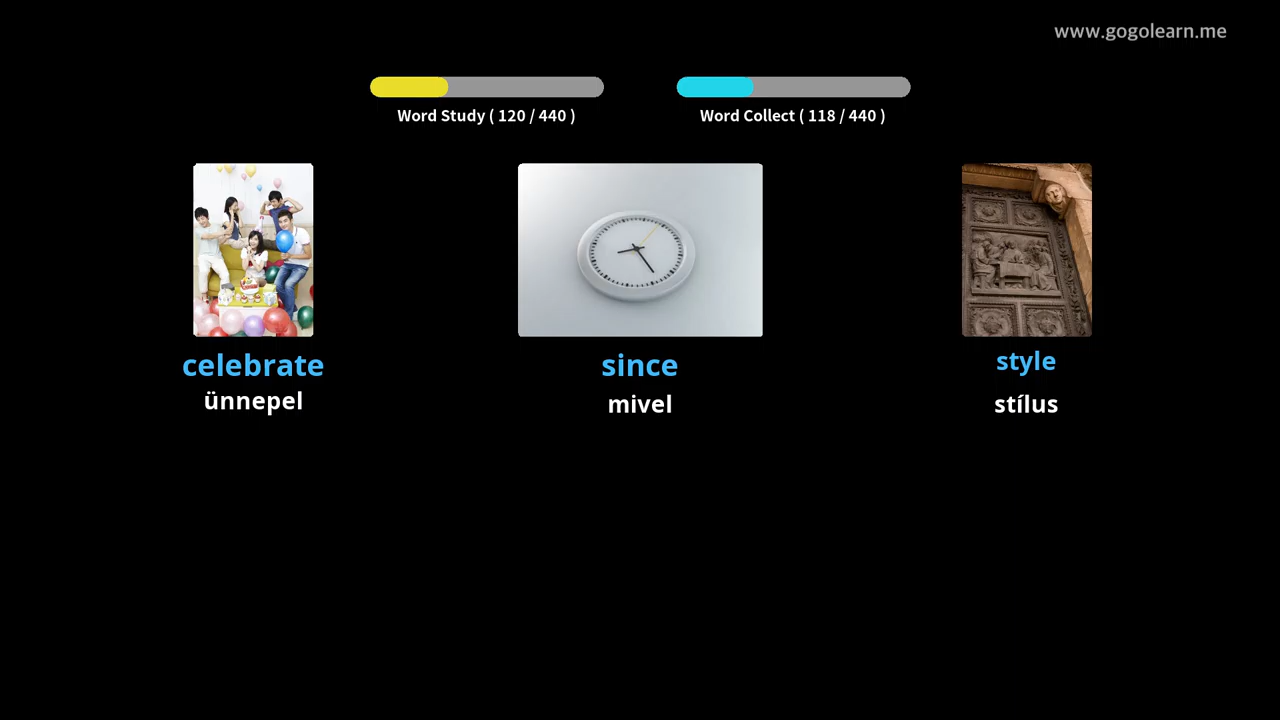 www.gogolearn.me
Word Study ( 120 / 440 )
Word Collect ( 118 / 440 )
celebrate
ünnepel
since
mivel
style
stílus